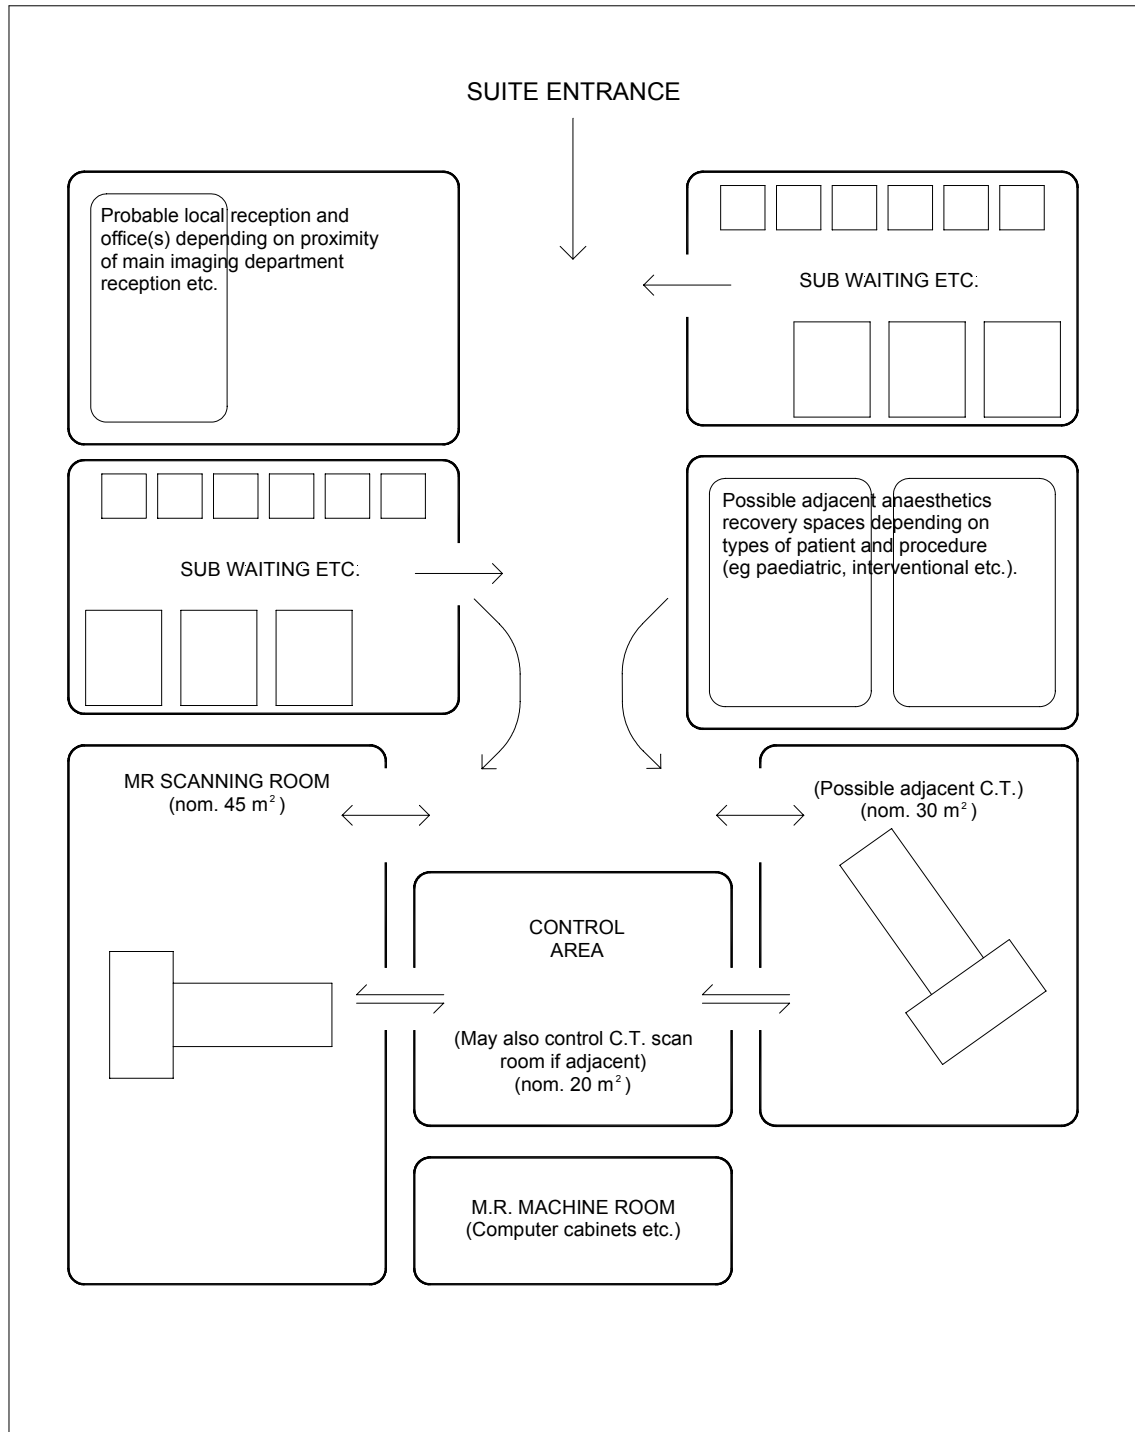 SUITE ENTRANCE
Probable local reception and
office(s) depending on proximity
of main imaging department
reception etc.
SUB WAITING ETC.
SUB WAITING ETC.
Possible adjacent anaesthetics
recovery spaces depending on
types of patient and procedure
(eg paediatric, interventional etc.).
MR SCANNING ROOM
(nom. 45 m²)
(Possible adjacent C.T.)
(nom. 30 m²)
CONTROL
AREA
(May also control C.T. scan
room if adjacent)
(nom. 20 m²)
M.R. MACHINE ROOM
(Computer cabinets etc.)